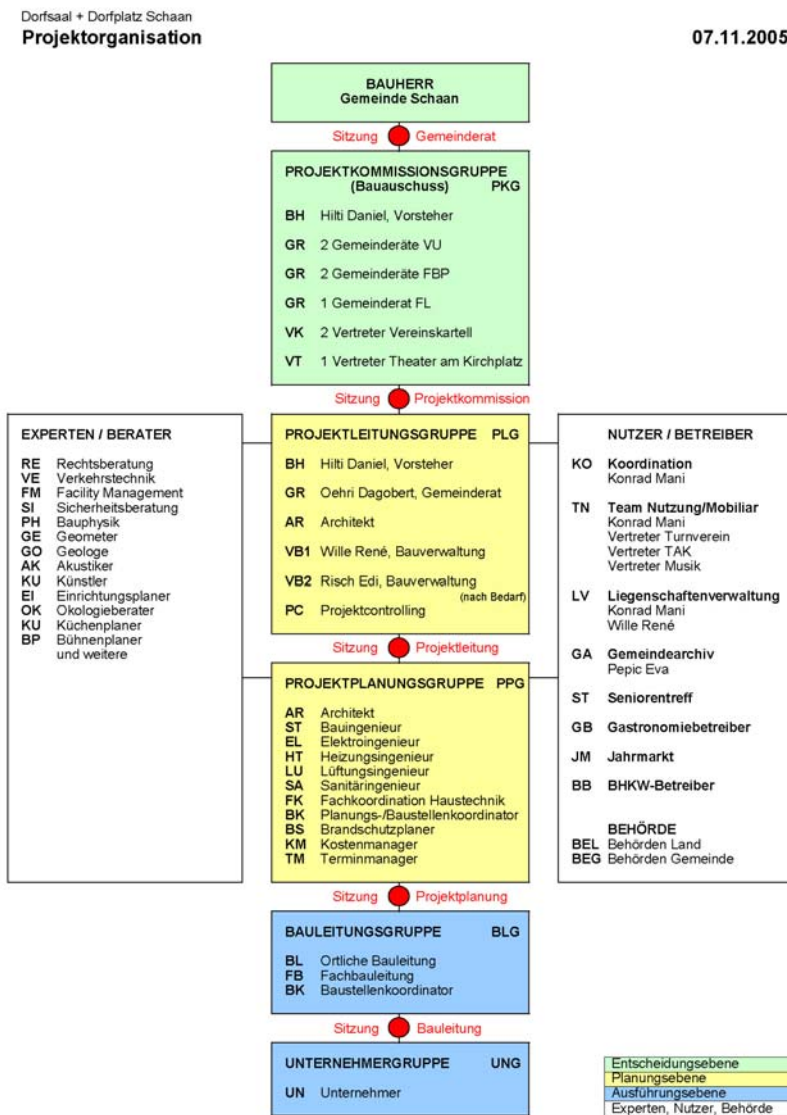 Dorfsaal + Dorfplatz Schaan
Projektorganisation
07.11.2005
BAUHERR
Gemeinde Schaan
Sitzung Gemeinderat
PROJEKTKOMMISSIONSGRUPPE
(Bauauschuss) PKG
BH Hilti Daniel, Vorsteher
GR 2 Gemeinderäte VU
GR 2 Gemeinderäte FBP
GR 1 Gemeinderat FL
VK 2 Vertreter Vereinskartell
VT 1 Vertreter Theater am Kirchplatz
Sitzung Projektkommission
EXPERTEN / BERATER
RE Rechtsberatung
VE Verkehrstechnik
FM Facility Management
SI Sicherheitsberatung
PH Bauphysik
GE Geometer
GO Geologe
AK Akustiker
KU Künstler
EI Einrichtungsplaner
OK Okologieberater
KU Küchenplaner
BP Bühnenplaner
und weitere
PROJEKTLEITUNGSGRUPPE PLG
BH Hilti Daniel, Vorsteher
GR Oehri Dagobert, Gemeinderat
AR Architekt
VB1 Wille René, Bauverwaltung
VB2 Risch Edi, Bauverwaltung
(nach Bedarf)
PC Projektcontrolling
Sitzung Projektleitung
PROJEKTPLANUNGSGRUPPE PPG
AR Architekt
ST Bauingenieur
EL Elektroingenieur
HT Heizungsingenieur
LU Lüftungsingenieur
SA Sanitäringenieur
FK Fachkoordination Haustechnik
BK Planungs-/Baustellenkoordinator
BS Brandschutzplaner
KM Kostenmanager
TM Terminmanager
NUTZER / BETREIBER
KO Koordination
Konrad Mani
TN Team Nutzung/Mobiliar
Konrad Mani
Vertreter Turnverein
Vertreter TAK
Vertreter Musik
LV Liegenschaftenverwaltung
Konrad Mani
Wille René
GA Gemeindearchiv
Pepic Eva
ST Seniorentreff
GB Gastronomiebetreiber
JM Jahrmarkt
BB BHKW-Betreiber
BEHÖRDE
BEL Behörden Land
BEG Behörden Gemeinde
Sitzung Projektplanung
BAULEITUNGSGRUPPE BLG
BL Ortliche Bauleitung
FB Fachbauleitung
BK Baustellenkoordinator
Sitzung Bauleitung
UNTERNEHMERGRUPPE UNG
UN Unternehmer
Entscheidungsebene
Planungsebene
Ausführungsebene
Experten, Nutzer, Behörde